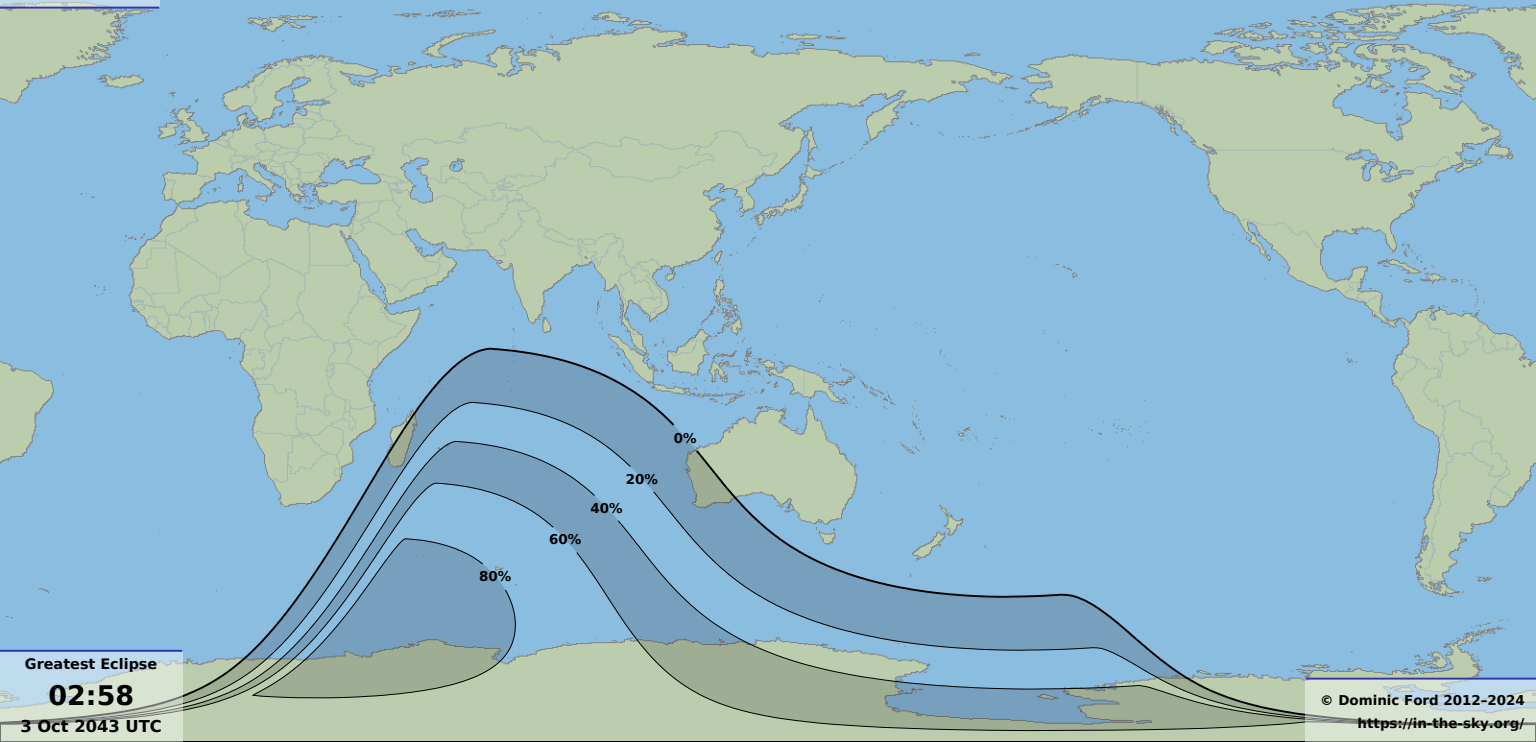 0%
20%
40%
60%
80%
Greatest Eclipse
02:58
3 Oct 2043 UTC
© Dominic Ford 2012–2024
https://in-the-sky.org/